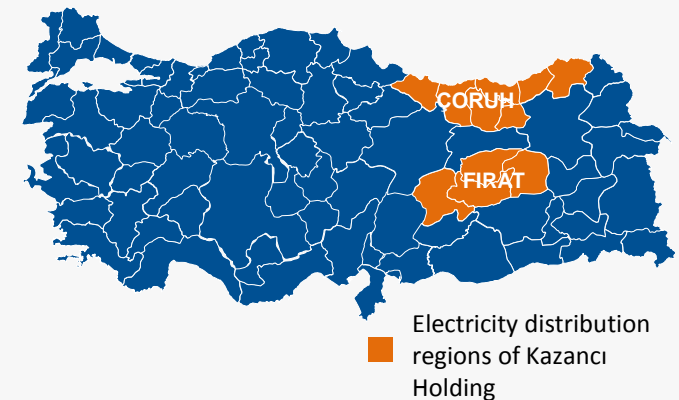 ÇORUH
FIRAT
Electricity distribution
regions of Kazancı
Holding